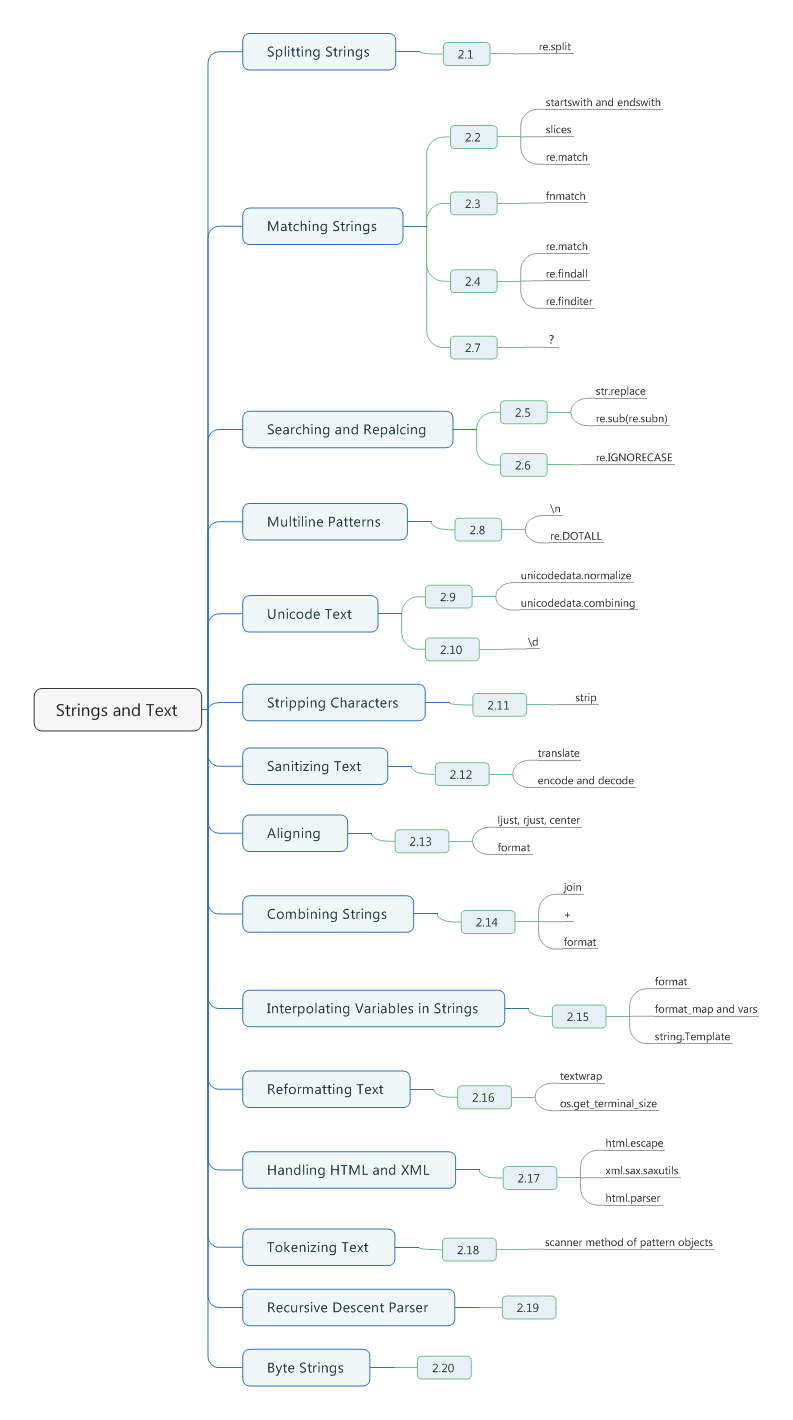 Splitting Strings
2.1
re.split
Matching Strings
2.2
startswith and endswith
slices
re.match
2.3
fnmatch
2.4
re.match
re.findall
re.finditer
2.7
?
Searching and Repalcing
2.5
str.replace
re.sub(re.subn)
2.6
re.IGNORECASE
Multiline Patterns
2.8
\n
re.DOTALL
Unicode Text
2.9
unicodedata.normalize
unicodedata.combining
2.10
\d
Strings and Text
Stripping Characters
2.11
strip
Sanitizing Text
2.12
translate
encode and decode
Aligning
2.13
ljust, rjust, center
format
Combining Strings
2.14
join
+
format
Interpolating Variables in Strings
2.15
format
format_map and vars
string.Template
Reformatting Text
2.16
textwrap
os.get_terminal_size
Handling HTML and XML
2.17
html.escape
xml.sax.saxutils
html.parser
Tokenizing Text
2.18
scanner method of pattern objects
Recursive Descent Parser
2.19
Byte Strings
2.20